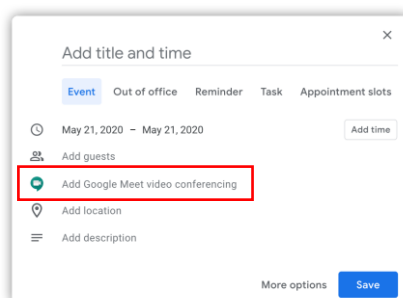 Add title and time
Event Out of office Reminder Task Appointment slots
May 21, 2020 – May 21, 2020 Add time
Add guests
Add Google Meet video conferencing
Add location
Add description
More options Save